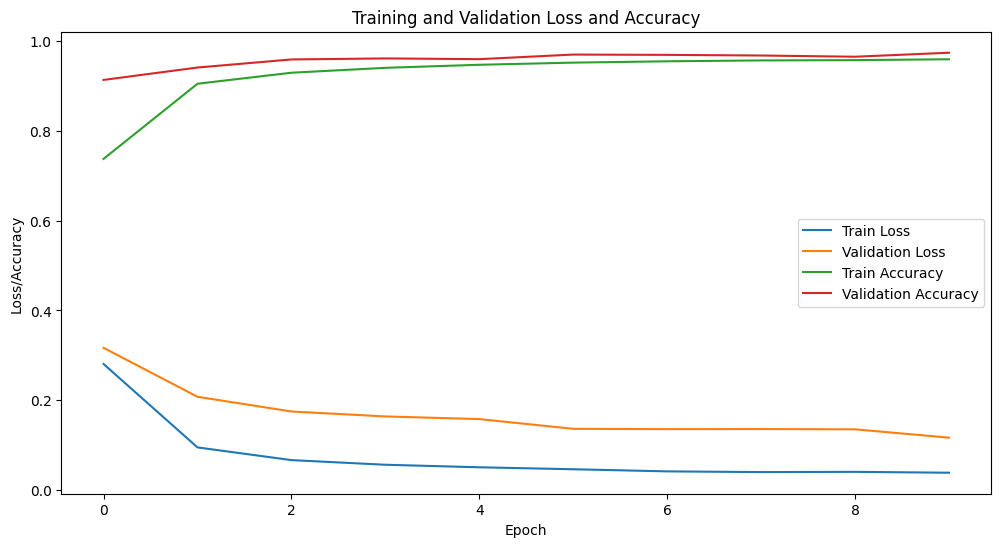 Training and Validation Loss and Accuracy
Loss/Accuracy
1.0
0.8
0.6
0.4
0.2
0.0
Train Loss
Validation Loss
Train Accuracy
Validation Accuracy
0 2 4 6 8
Epoch